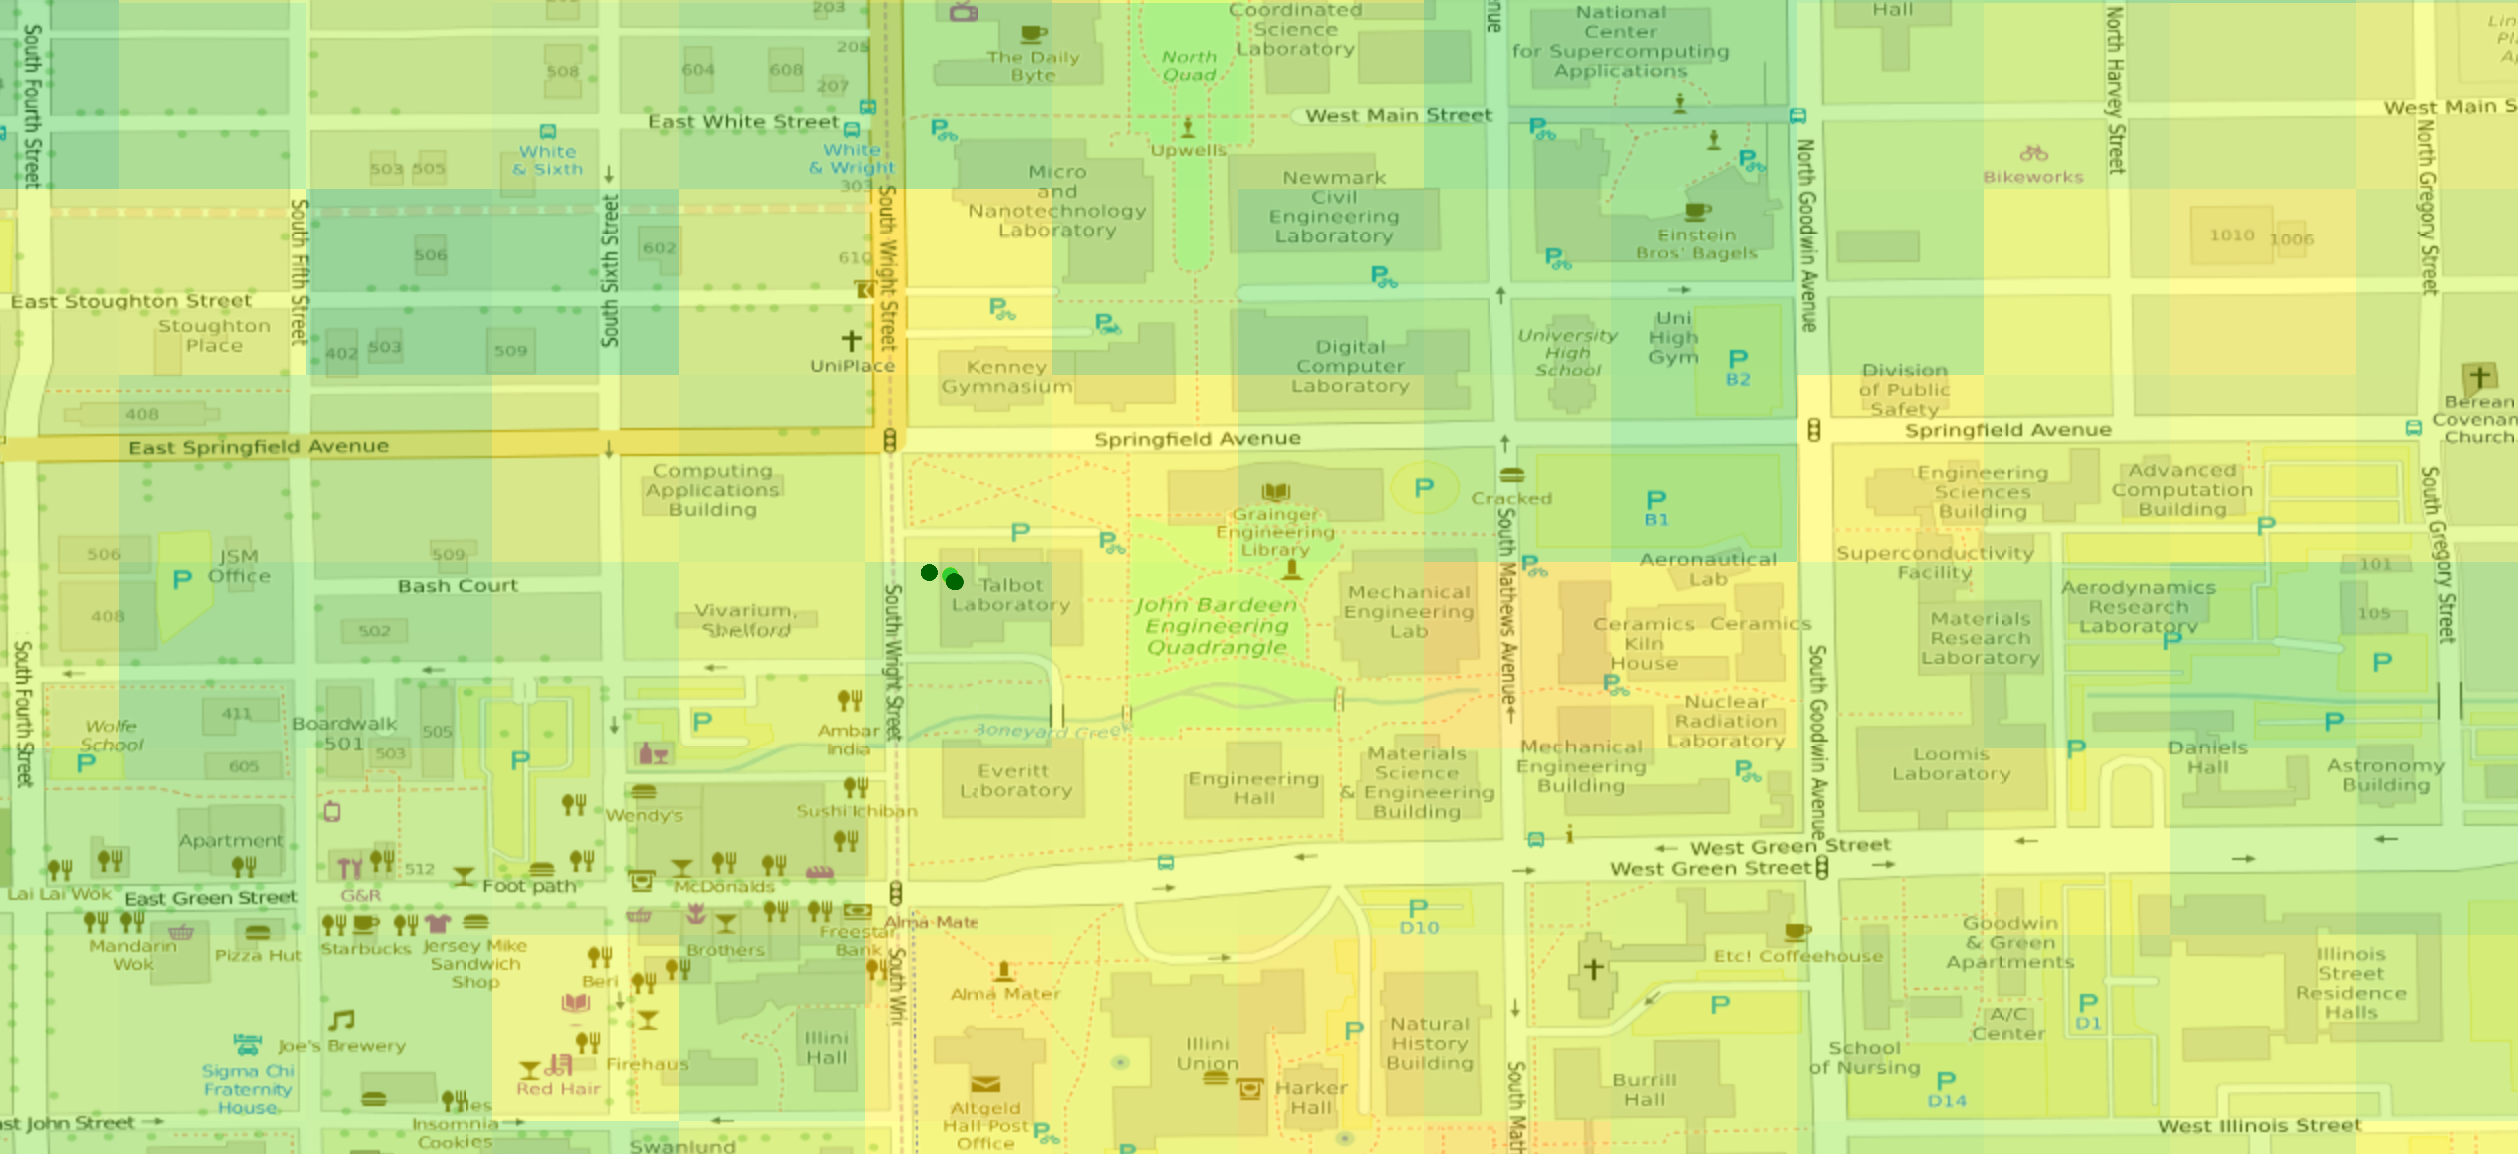 203
Coordinated
Science
Laboratory
National
Center
for Supercomputing
Applications
Hall
North Harvey Street
South Fourth Street
508
604
608
205
207
The Daily
Byte
North
Quad
East White Street
West Main Street
West Main S
503
505
White
& Sixth
White
& Wright
303
Upwells
Micro
and
Nanotechnology
Laboratory
Newmark
Civil
Engineering
Laboratory
P
P
P
P
P
Einstein
Bros' Bagels
Bikeworks
North Goodwin Avenue
North Gregory Street
South Fifth Street
South Sixth Street
South Wright Street
506
602
610
1010
1006
East Stoughton Street
Stoughton
Place
402
503
509
UniPlace
P
P
Kenney
Gymnasium
Digital
Computer
Laboratory
University
High
School
Uni
High
Gym
P
B2
Division
of Public
Safety
Berean
Covenan
Church
408
East Springfield Avenue
Springfield Avenue
Springfield Avenue
Computing
Applications
Building
P
Cracked
P
B1
Grainger
Engineering
Library
Engineering
Sciences
Building
Advanced
Computation
Building
P
South Gregory Street
506
JSM
Office
P
509
408
Bash Court
502
Vivarium,
Shelford
P
P
Talbot
Laboratory
John Bardeen
Engineering
Quadrangle
Mechanical
Engineering
Lab
South Mathews Avenue
P
Aeronautical
Lab
Ceramics
Kiln
House
Ceramics
Superconductivity
Facility
Materials
Research
Laboratory
Aerodynamics
Research
Laboratory
P
101
105
P
South Fourth Street
South Wright Street
South Goodwin Avenue
Wolfe
School
P
411
605
Boardwalk
501
503
505
P
P
Ambar
India
Boneyard Creek
P
Nuclear
Radiation
Laboratory
P
P
Everitt
Laboratory
Engineering
Hall
Materials
Science
& Engineering
Building
Mechanical
Engineering
Building
P
Loomis
Laboratory
Daniels
Hall
Astronomy
Building
Apartment
Wendy's
Sushi Ichiban
West Green Street
West Green Street
Lai Lai Wok
East Green Street
G&R
512
Foot path
McDonalds
Mandarin
Wok
Pizza Hut
Starbucks
Jersey Mike
Sandwich
Shop
Beri
Brothers
Freestar
Bank
Alma Mate
South Wri
P
D10
Etc! Coffeehouse
Goodwin
& Green
Apartments
Illinois
Street
Residence
Halls
Alma Mater
Joe's Brewery
Sigma Chi
Fraternity
House
Red Hair
Firehaus
Illini
Hall
Illini
Union
P
Natural
History
Building
P
P
D1
A/C
Center
School
of Nursing
P
D14
Harker
Hall
Burrill
Hall
South Math
Altgeld
Hall Post
Office
P
P
st John Street
Insomnia
Cookies
Swanlund
West Illinois Street